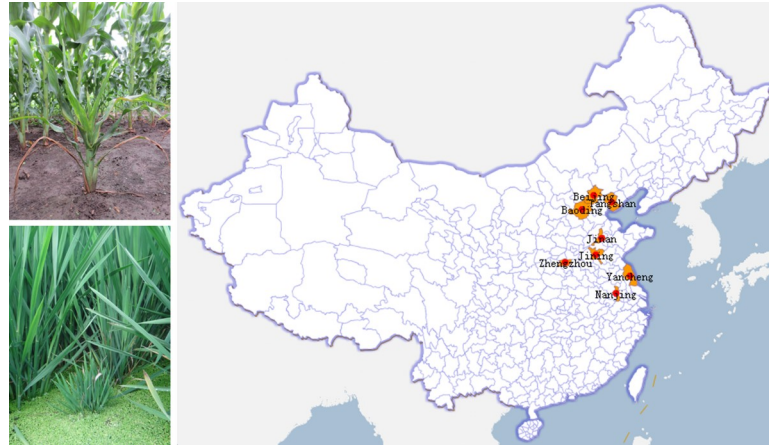 Beijing
Tangshan
Baoding
Jinan
Jining
Zhengzhou
Yancheng
Nanjing